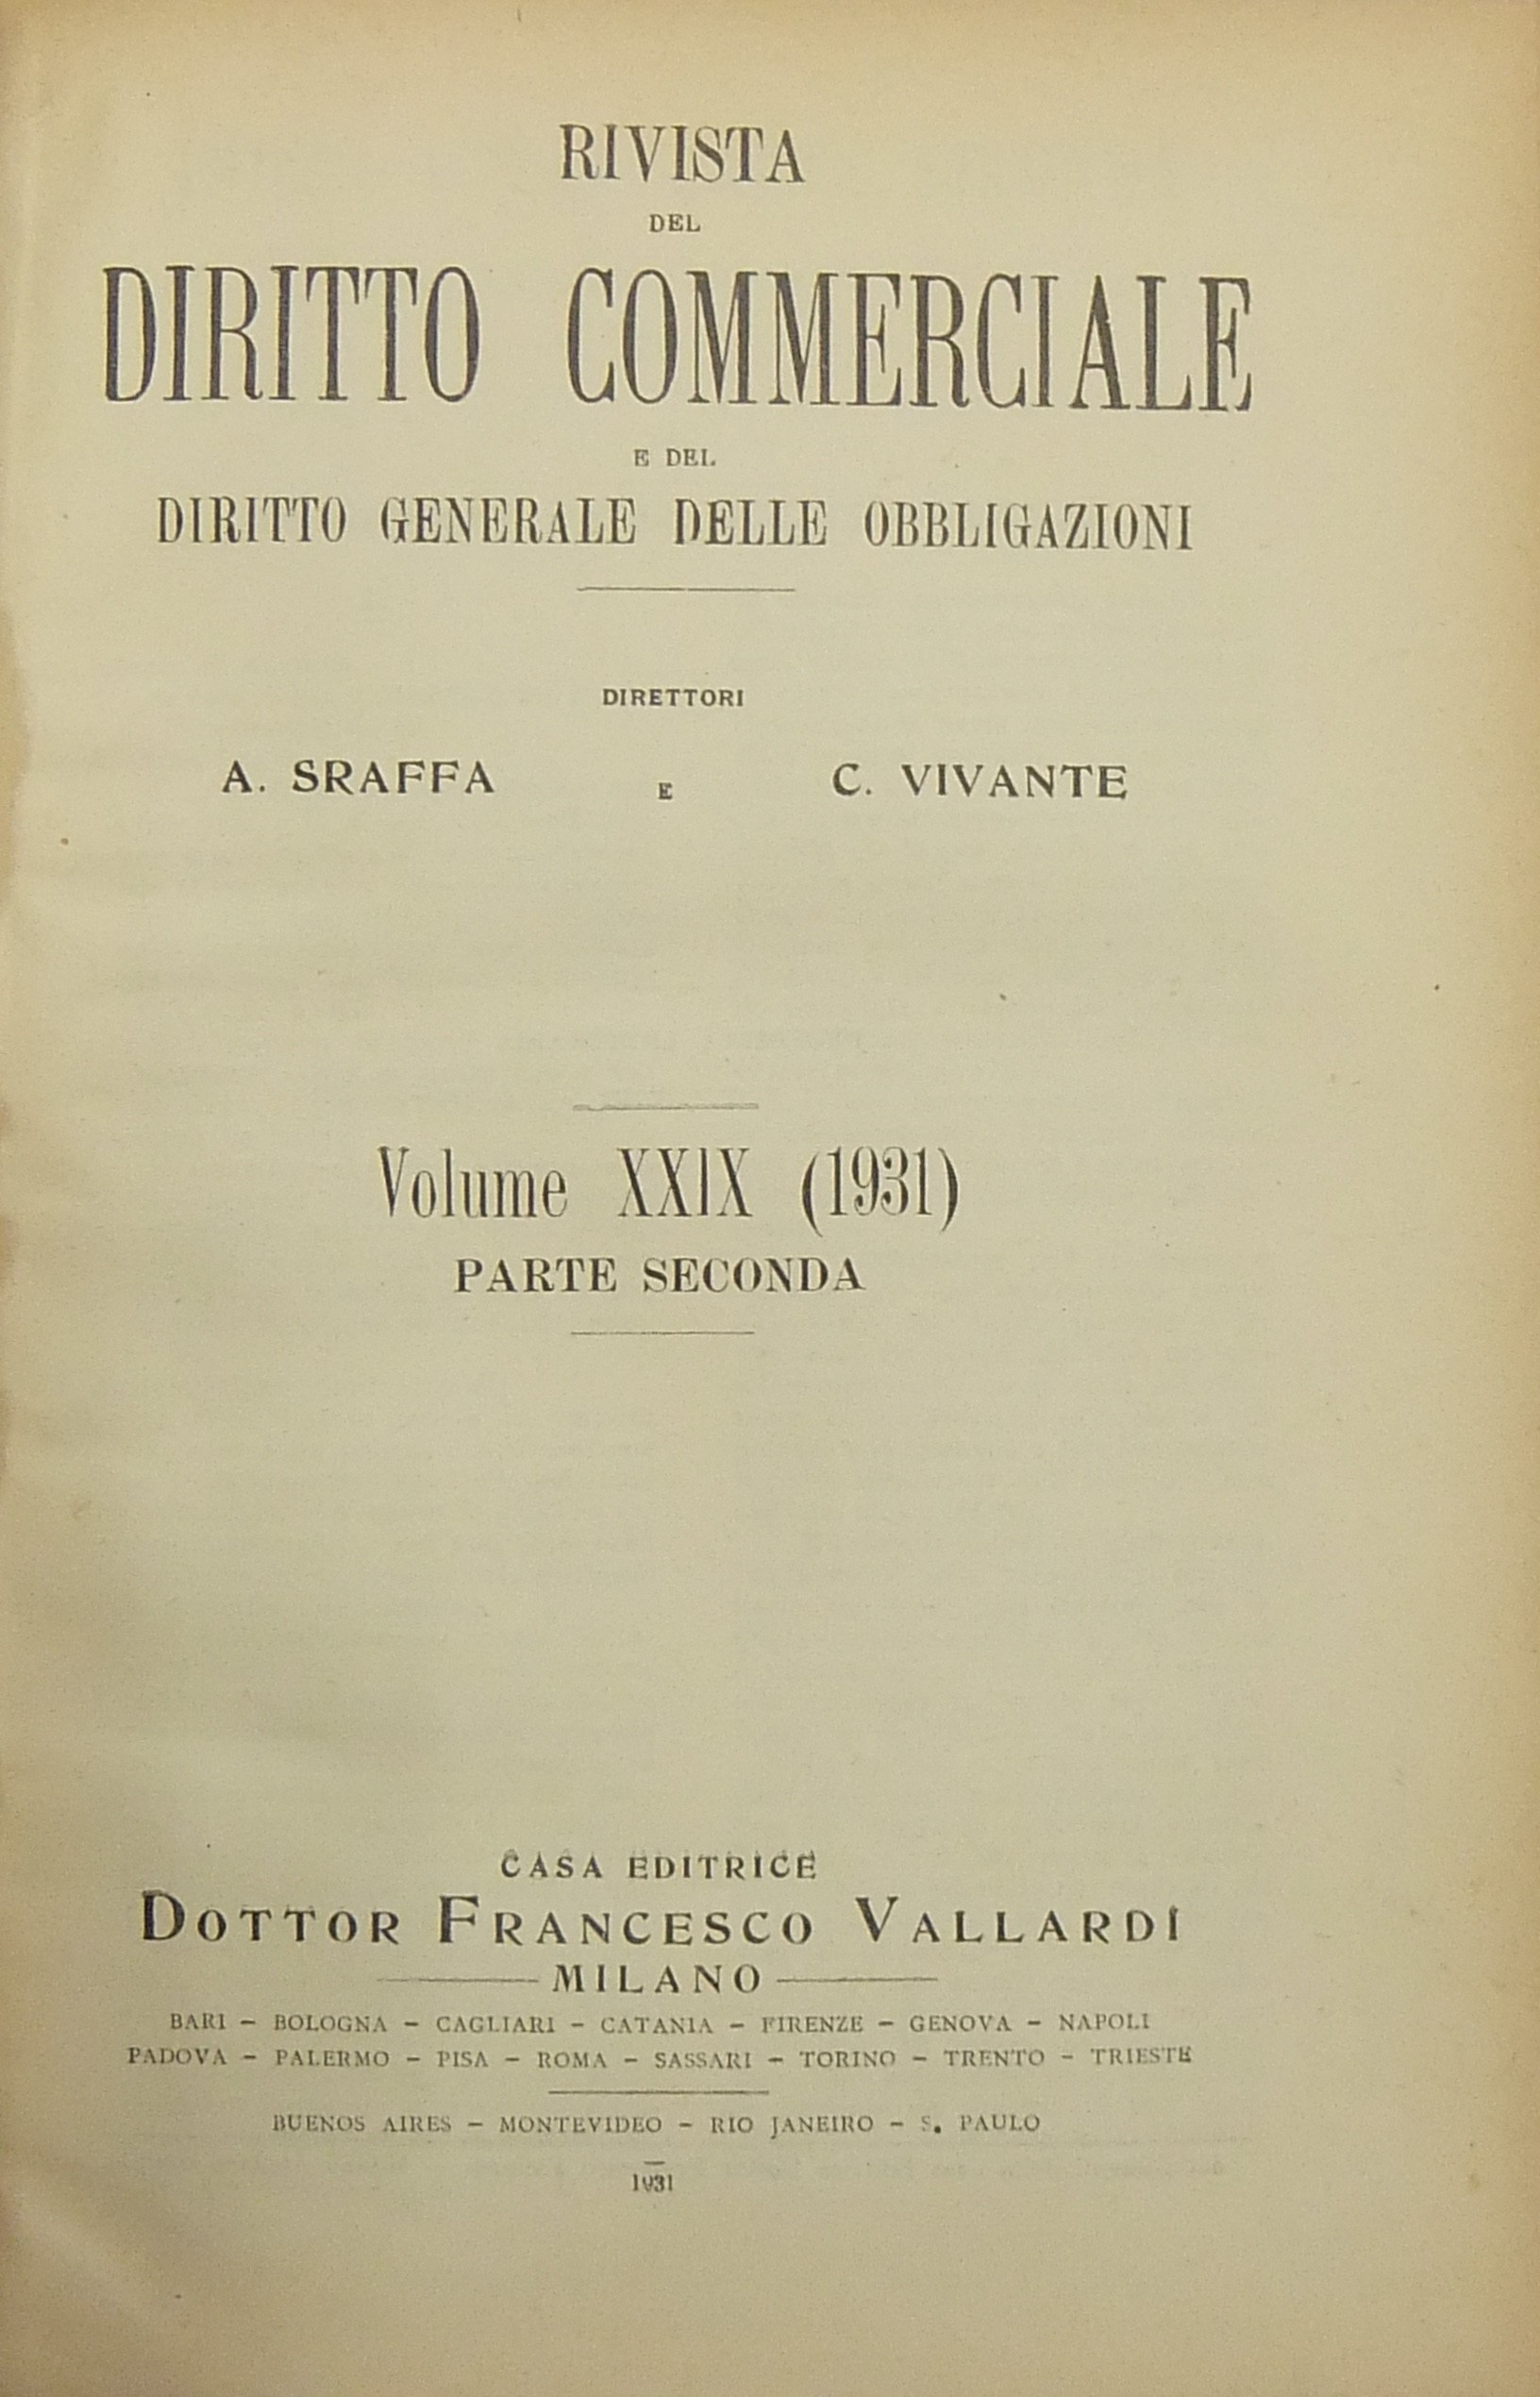 RIVISTA
DEL
DIRITTO COMMERCIALE
E DEL
DIRITTO GENERALE DELLE OBBLIGAZIONI
DIRETTORI
A. SRAFFA E C. VIVANTE
Volume XXIX (1931)
PARTE SECONDA
CASA EDITRICE
DOTTOR FRANCESCO VALLARDI
MILANO
BARI - BOLOGNA - CAGLIARI - CATANIA - FIRENZE - GENOVA - NAPOLI
PADOVA - PALERMO - PISA - ROMA - SASSARI - TORINO - TRENTO - TRIESTE
BUENOS AIRES - MONTEVIDEO - RIO JANEIRO - S. PAULO
1931